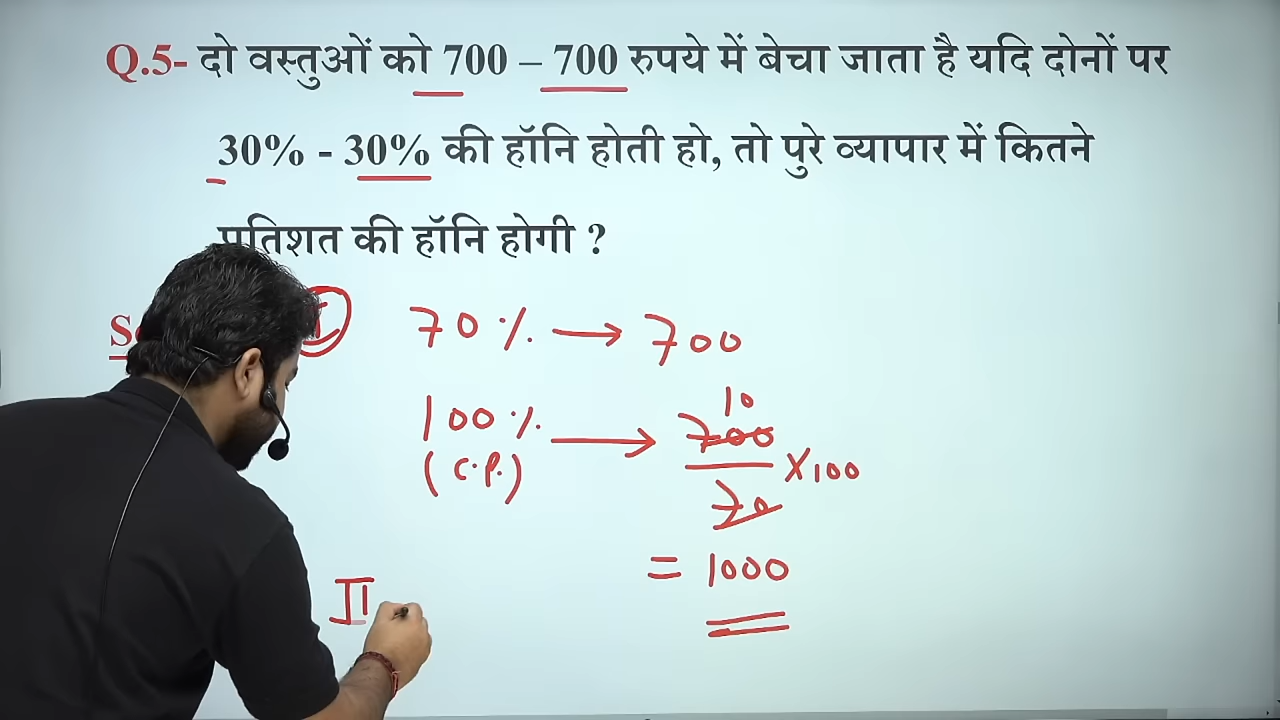 Q.5- दो वस्तुओं को 700 – 700 रुपये में बेचा जाता है यदि दोनों पर
30% - 30% की हॉनि होती हो, तो पुरे व्यापार में कितने
प्रतिशत की हॉनि होगी ?
I 70% → 700
100% → 700/70 × 100
10
(C.P.)
= 1000
II